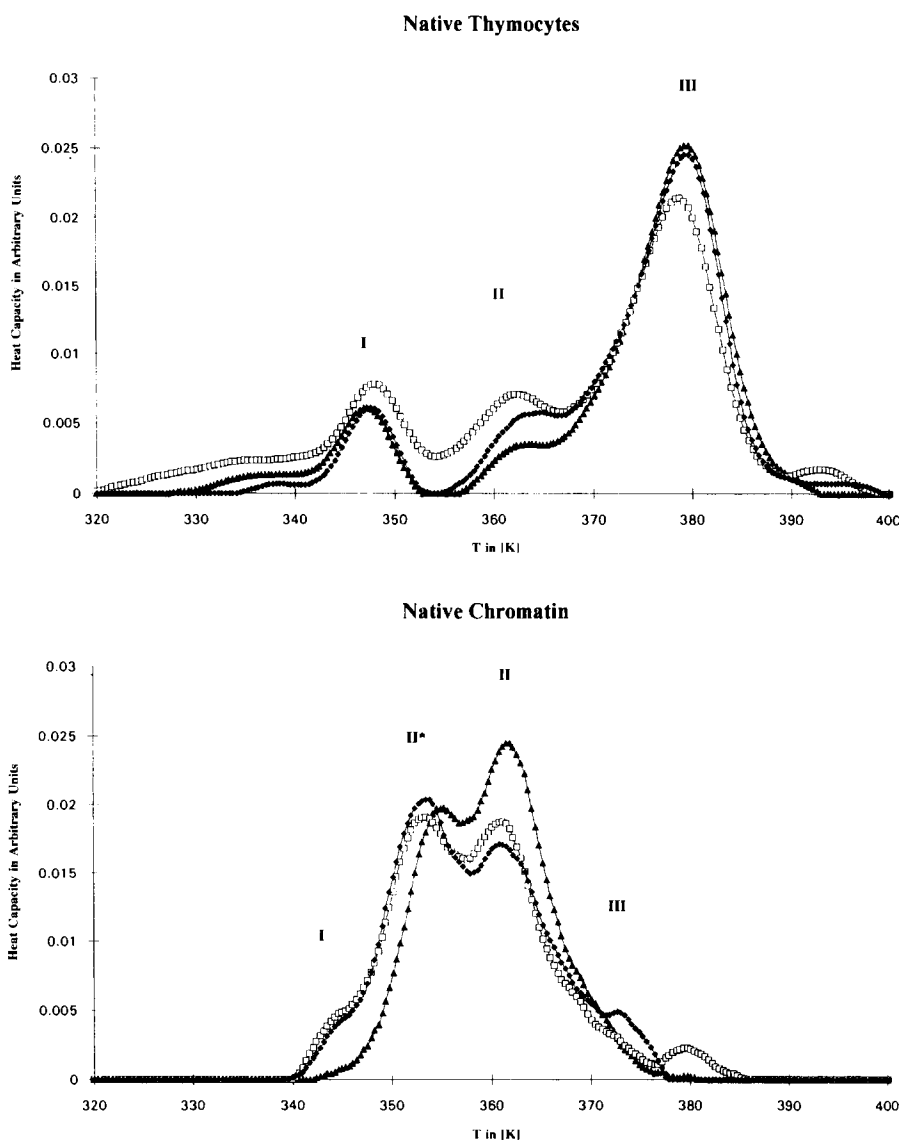 Native Thymocytes
0.03
III
0.025
Heat Capacity in Arbitrary Units
0.02
0.015
II
I
0.01
0.005
0
320 330 340 350 360 370 380 390 400
T in [K]
Native Chromatin
0.03
II
0.025
II*
Heat Capacity in Arbitrary Units
0.02
0.015
III
I
0.01
0.005
0
320 330 340 350 360 370 380 390 400
T in [K]